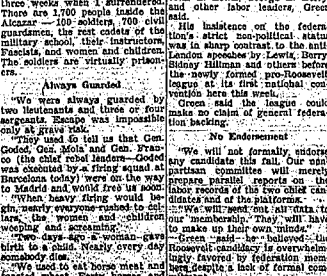 three weeks when I surrendered.
There are 1,700 people inside the
Alcazar — 100 soldiers, 700 civil
guardsmen, the rest cadets of the
military school, their instructors,
Fascists, and women and children.
The soldiers are virtually prison-
ers.
Always Guarded
"We were always guarded by
two lieutenants and three or four
sergeants. Escape was impossible
only at grave risk.
"They used to tell us that Gen.
Goded, Gen. Mola and Gen. Fran-
co (the chief rebel leaders—Goded
was executed by a firing squad at
Barcelona today) were on the way
to Madrid and would free us soon.
"When heavy firing would be-
gin, nearly everyone rushed to cel-
lars, the women and children
weeping and screaming.
"Two days ago a woman gave
birth to a child. Nearly every day
somebody dies.
"We used to eat horse meat and
and other labor leaders, Green
said.
His insistence on the federa-
tion's strict non-political status
was in sharp contrast to the anti-
Landon speeches by Lewis, Berry,
Sidney Hillman and others before
the newly formed pro-Roosevelt
league at its first national con-
vention here this week.
Green said the league could
make no claim of general federa-
tion backing.
No Endorsement
"We will not formally endorse
any candidate this fall. Our non-
partisan committee will merely
prepare parallel reports on the
labor records of the two chief can-
didates and of the platforms.
"We will send out all data to
our membership. They will have
to make up their own minds."
Green said he believed
Roosevelt candidacy is overwhelm-
ingly favored by federation mem-
bers despite a lack of formal en-